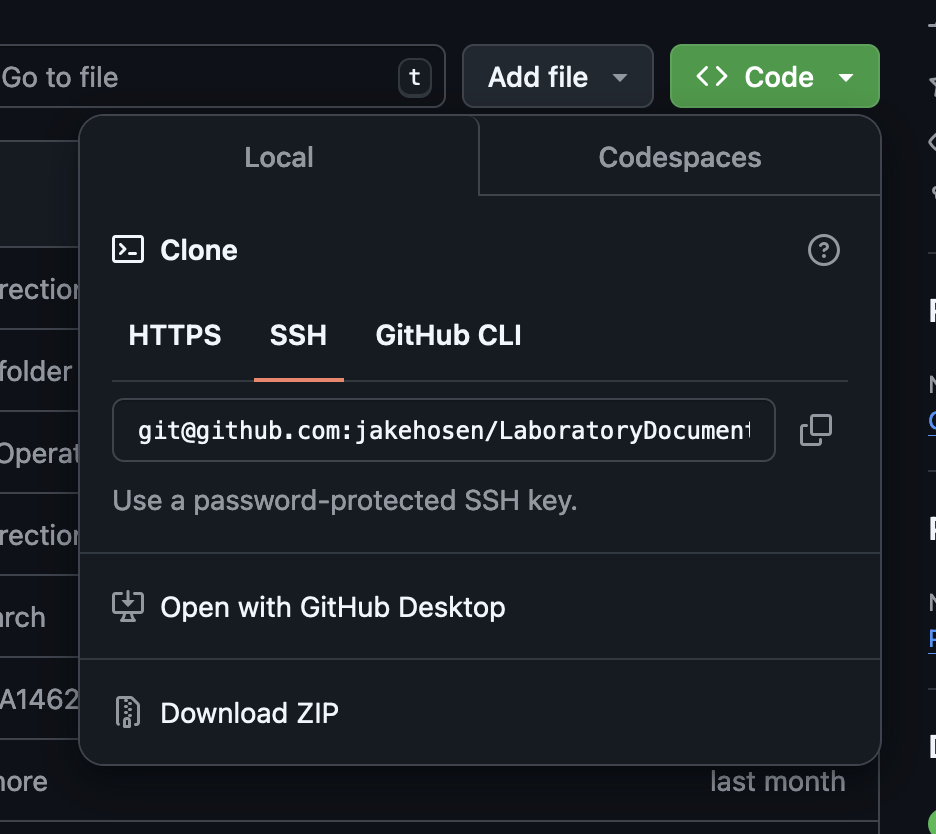 Go to file
t
Add file
Code
Local
Codespaces
Clone
HTTPS
SSH
GitHub CLI
git@github.com:jakehosen/LaboratoryDocument
Use a password-protected SSH key.
Open with GitHub Desktop
Download ZIP
rection
folder
Operat
rection
arch
A1462
nore
last month